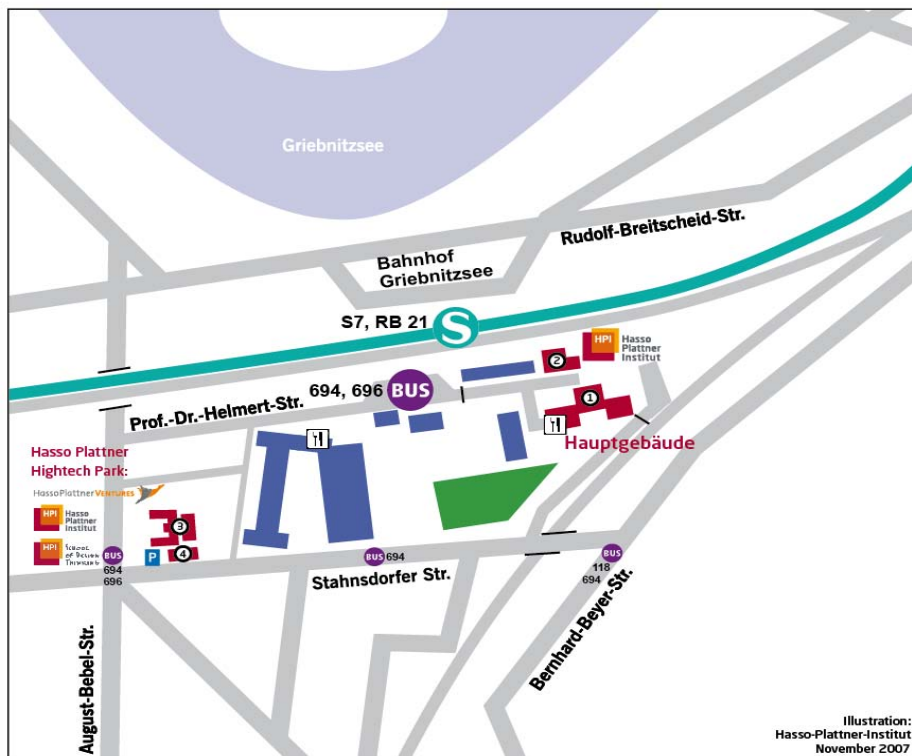 Griebnitzsee
Rudolf-Breitscheid-Str.
Bahnhof
Griebnitzsee
S7, RB 21
S
HPI
Hasso
Plattner
Institut
2
694, 696
BUS
Prof.-Dr.-Helmert-Str.
1
Hauptgebäude
Hasso Plattner
Hightech Park:
HassoPlattnerVENTURES
HPI
Hasso
Plattner
Institut
3
HPI
SCHOOL
OF DESIGN
THINKING
BUS
694
696
P
4
BUS 694
Stahnsdorfer Str.
BUS
118
694
Bernhard-Beyer-Str.
August-Bebel-Str.
Illustration:
Hasso-Plattner-Institut
November 2007